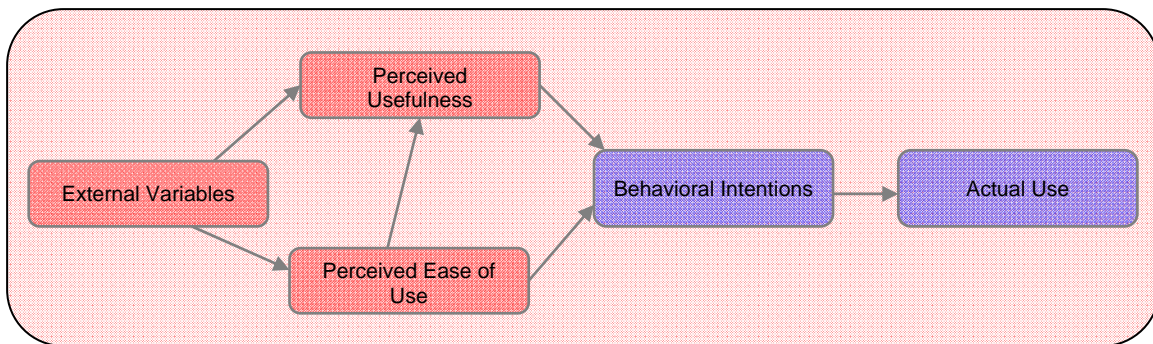 Perceived
Usefulness
External Variables
Behavioral Intentions
Actual Use
Perceived Ease of
Use